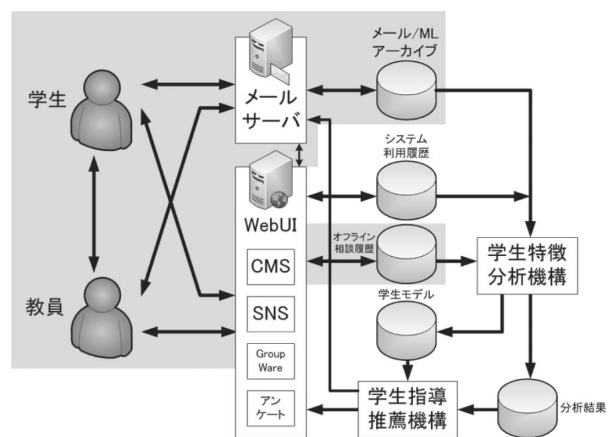 メール/ML
アーカイブ
学生
メール
サーバ
システム
利用履歴
WebUI
オフライン
相談履歴
学生特徴
分析機構
CMS
教員
学生モデル
SNS
Group
Ware
学生指導
推薦機構
分析結果
アン
ケート